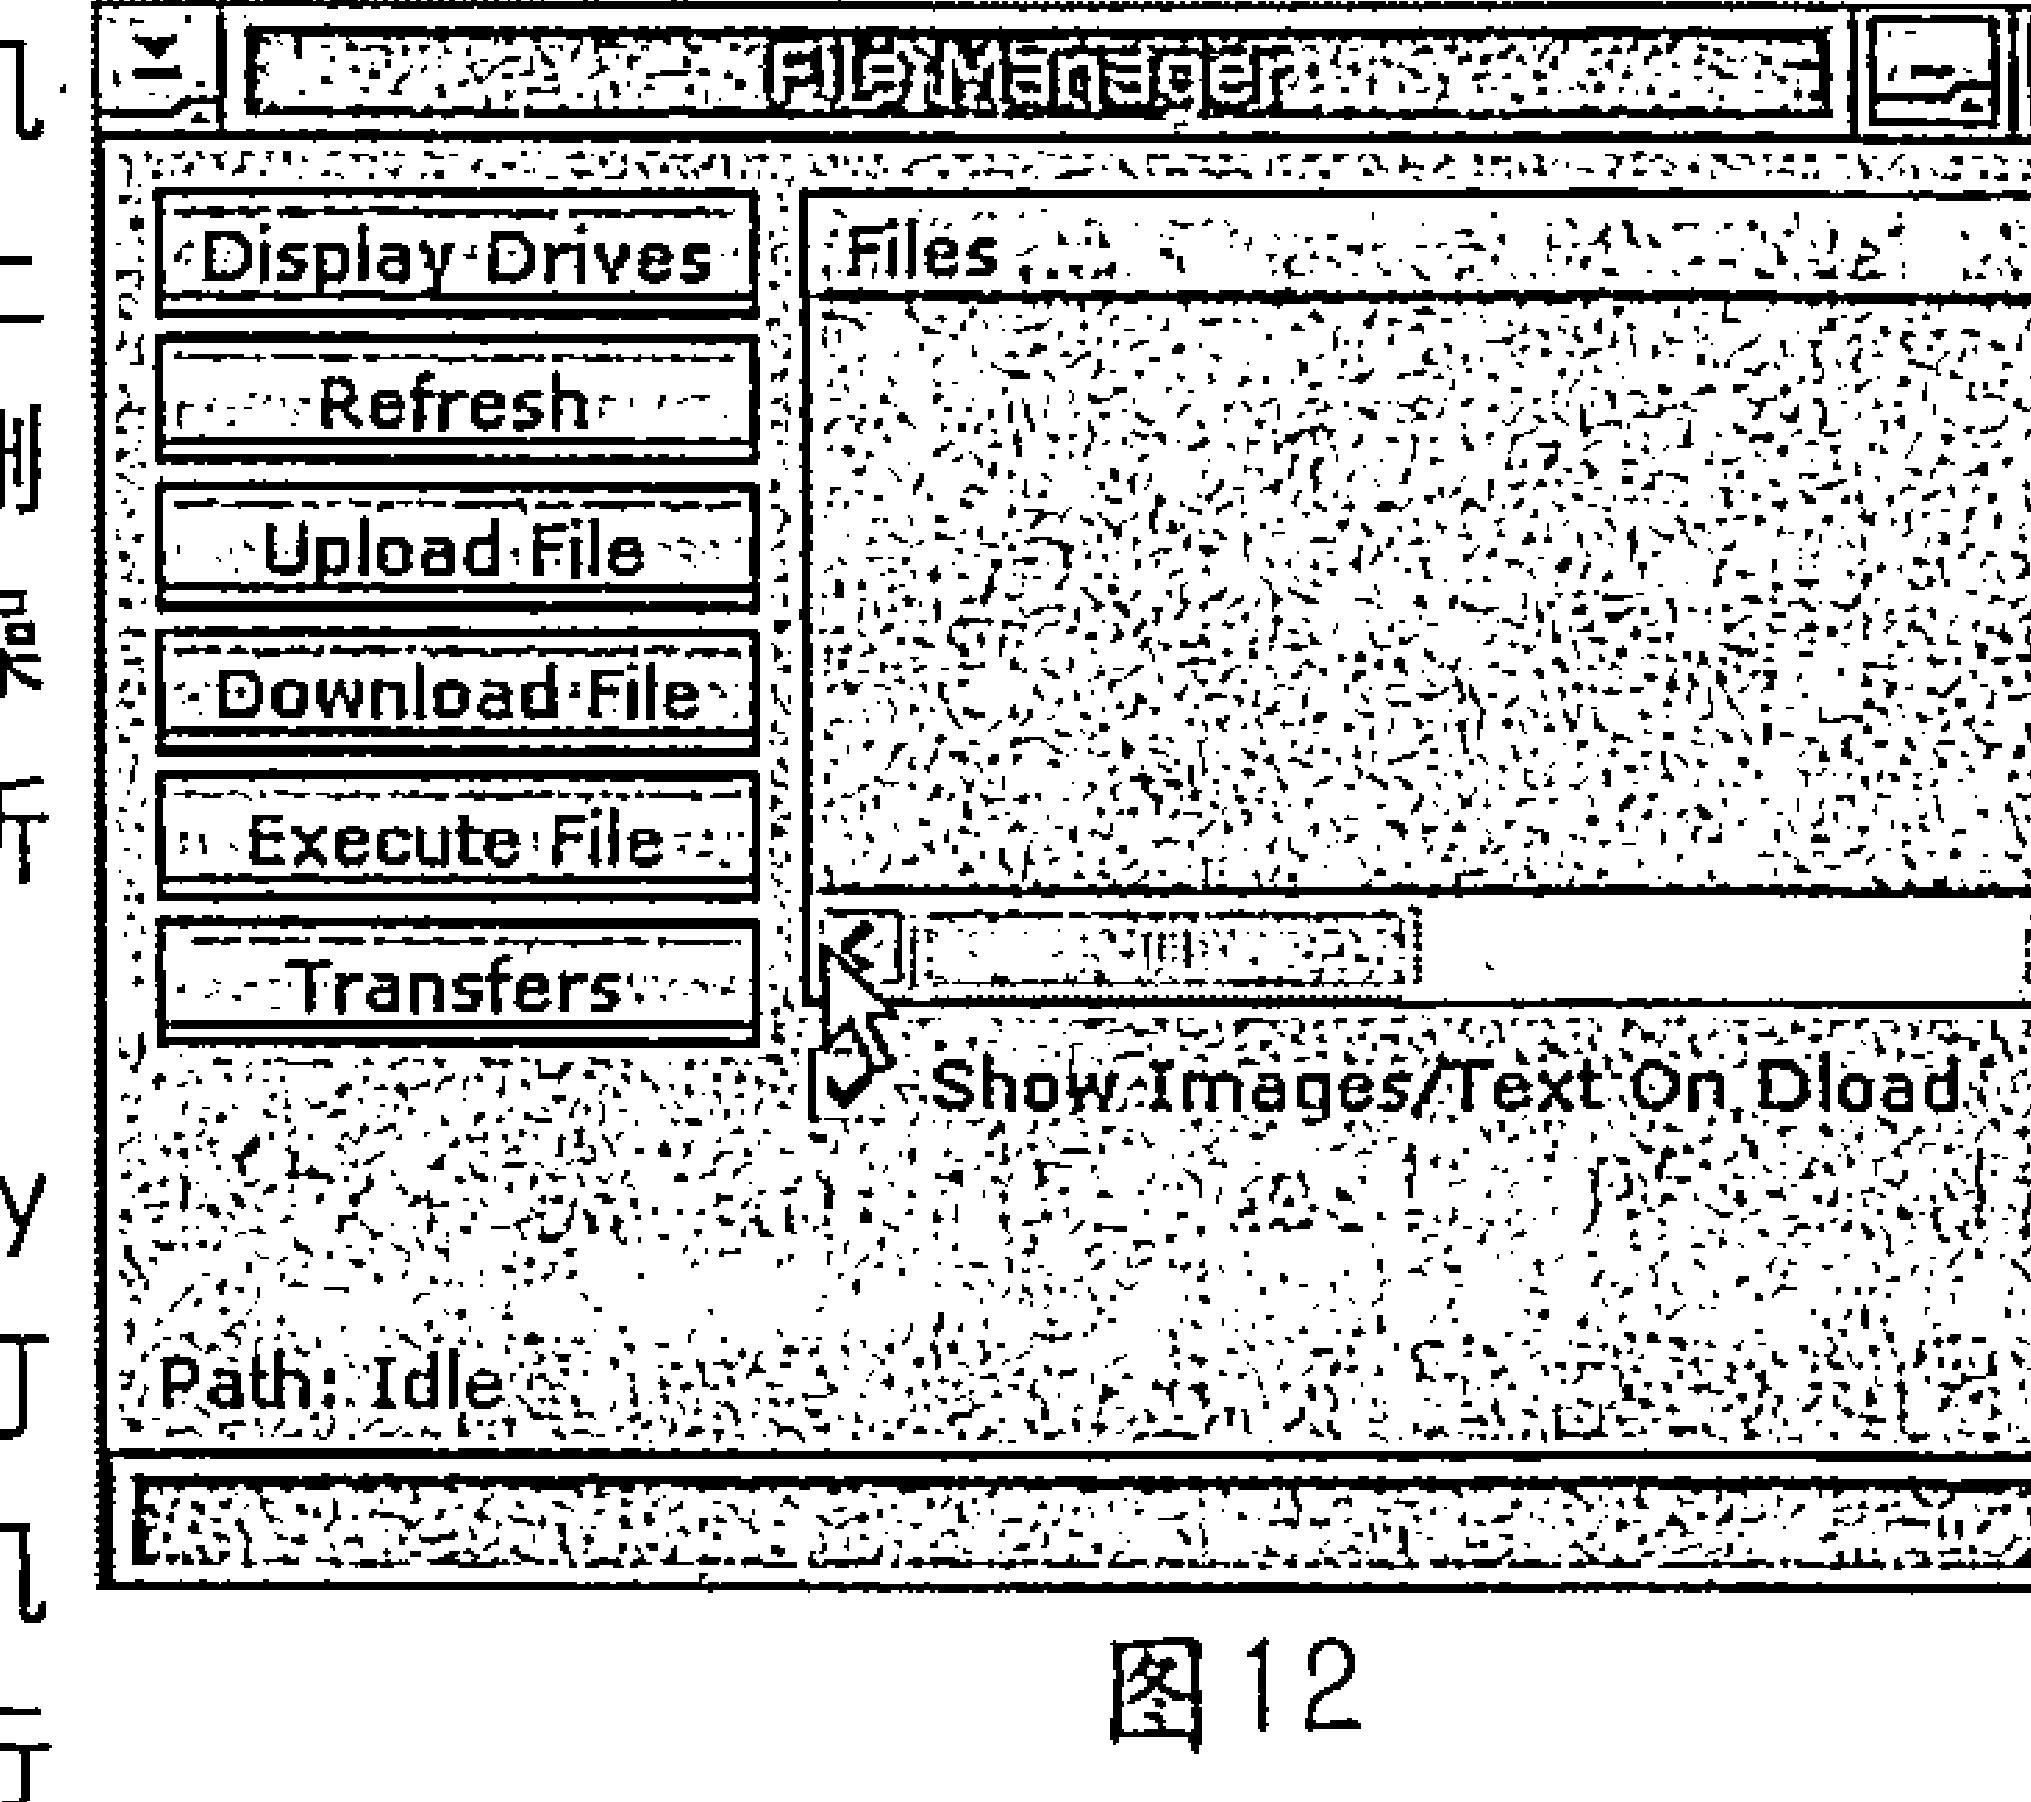 File Manager
Display Drives
Files
Refresh
Upload File
Download File
Execute File
Transfers
Show Images/Text On Dload
Path: Idle
y
图12